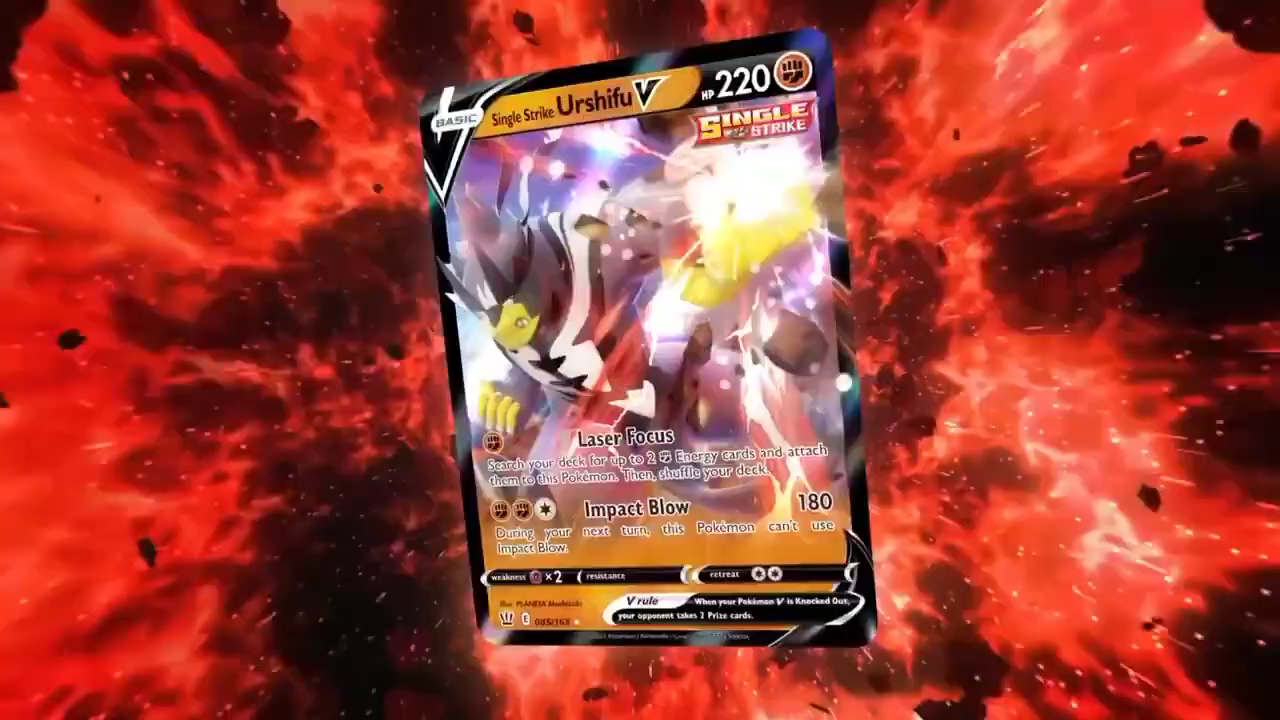 BASIC
Single Strike Urshifu V
HP 220
SINGLE
STRIKE
Laser Focus
Search your deck for up to 2 Energy cards and attach
them to this Pokémon. Then, shuffle your deck.
Impact Blow 180
During your next turn, this Pokémon can't use
Impact Blow.
weakness ×2 resistance retreat
V rule When your Pokémon V is Knocked Out,
your opponent takes 2 Prize cards.
Illus. PLANETA Mochizuki
E 085/163